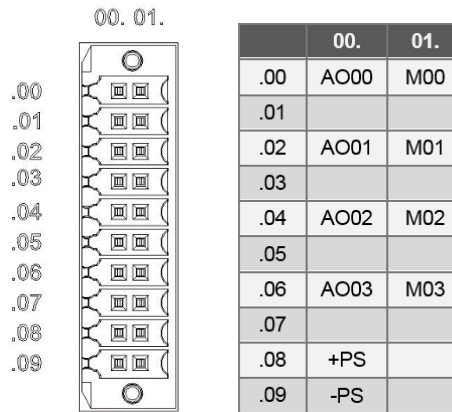 00. 01.
.00
.01
.02
.03
.04
.05
.06
.07
.08
.09
00. 01.
.00 AO00 M00
.01
.02 AO01 M01
.03
.04 AO02 M02
.05
.06 AO03 M03
.07
.08 +PS
.09 -PS